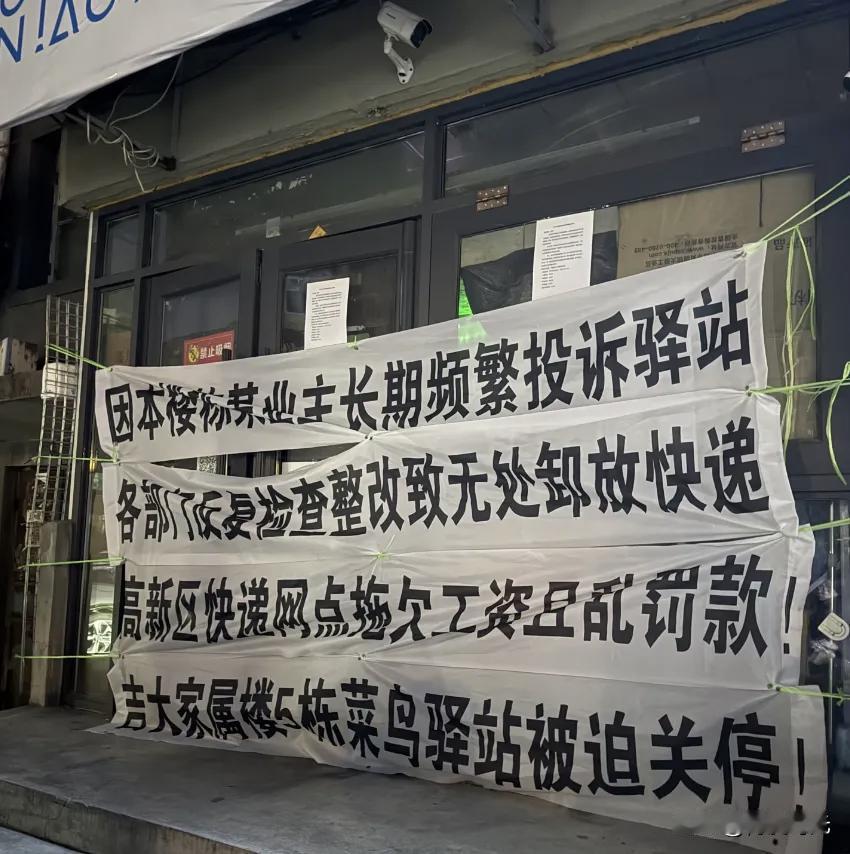 因本楼杨某业主长期频繁投诉驿站
各部门反复检查整改致无处卸放快递
高新区快递网点拖欠工资且乱罚款！
吉大家属楼5栋菜鸟驿站被迫关停！
禁止吸烟